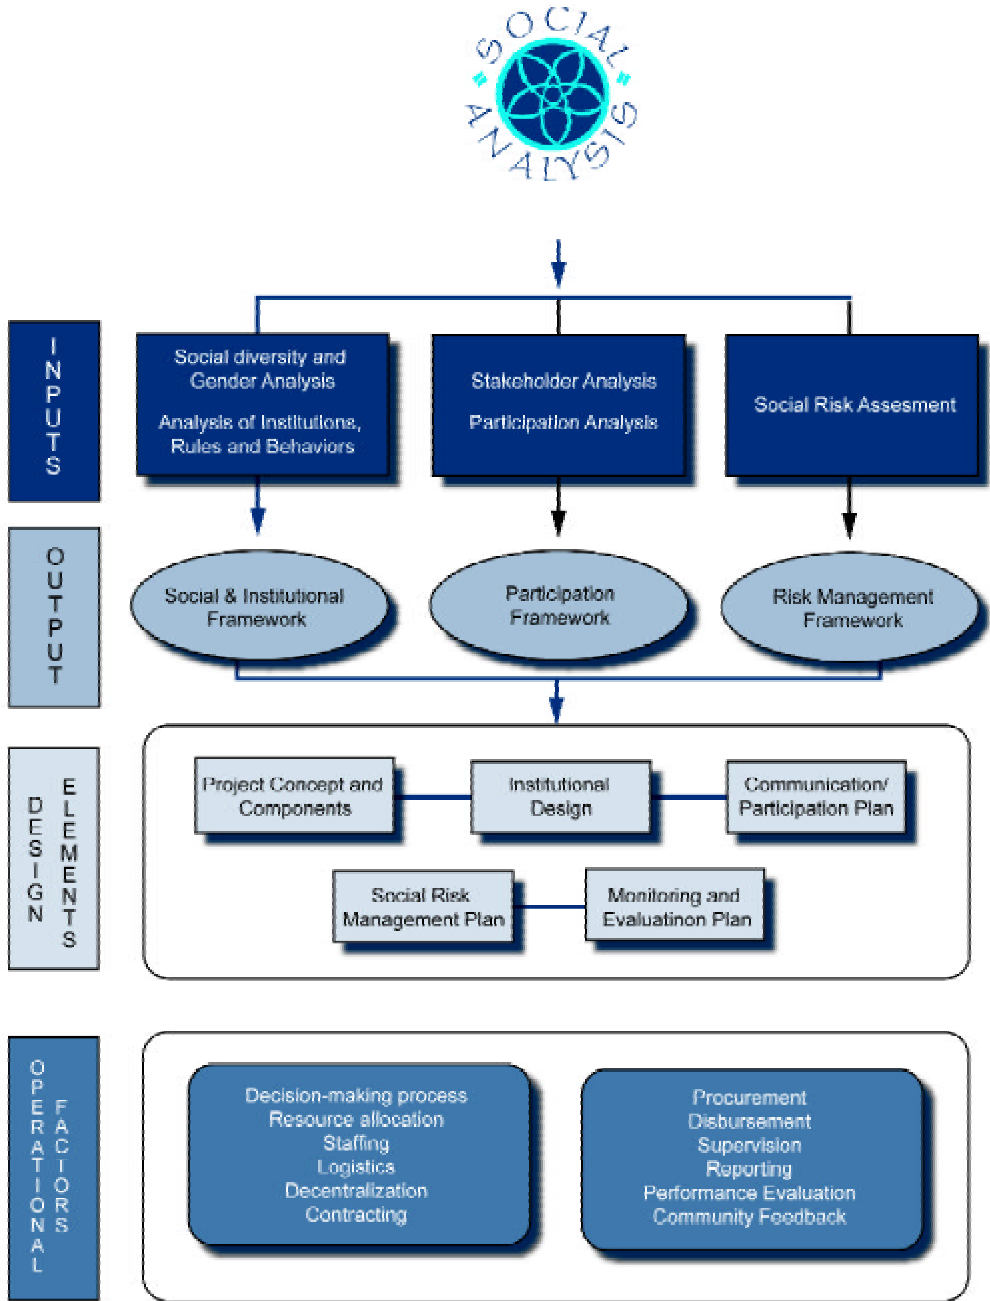 SOCIAL
ANALYSIS
INPUTS
Social diversity and
Gender Analysis
Analysis of Institutions,
Rules and Behaviors
Stakeholder Analysis
Participation Analysis
Social Risk Assesment
OUTPUT
Social & Institutional
Framework
Participation
Framework
Risk Management
Framework
DESIGN
ELEMENTS
Project Concept and
Components
Institutional
Design
Communication/
Participation Plan
Social Risk
Management Plan
Monitoring and
Evaluatinon Plan
OPERATIONAL
FACIORS
Decision-making process
Resource allocation
Staffing
Logistics
Decentralization
Contracting
Procurement
Disbursement
Supervision
Reporting
Performance Evaluation
Community Feedback